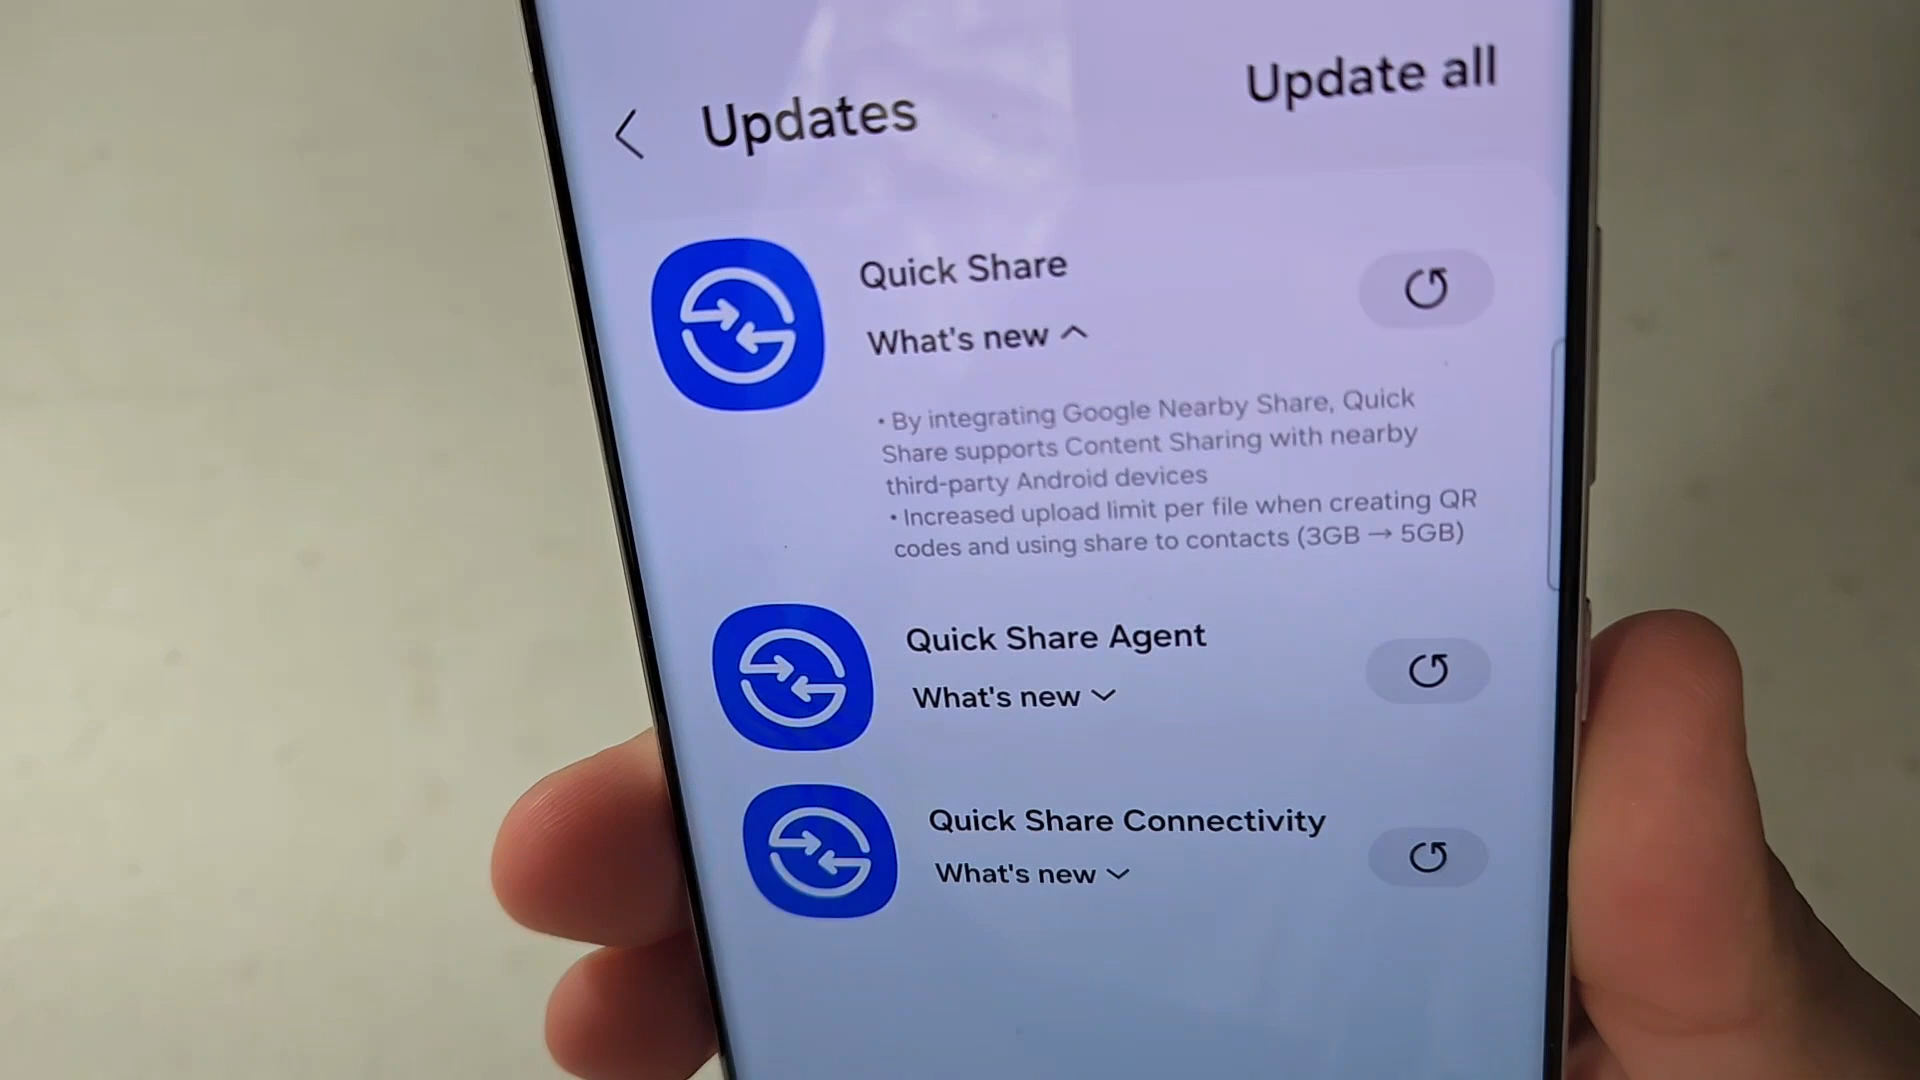 Updates
Update all
Quick Share
What's new
• By integrating Google Nearby Share, Quick
Share supports Content Sharing with nearby
third-party Android devices
• Increased upload limit per file when creating QR
codes and using share to contacts (3GB → 5GB)
Quick Share Agent
What's new
Quick Share Connectivity
What's new